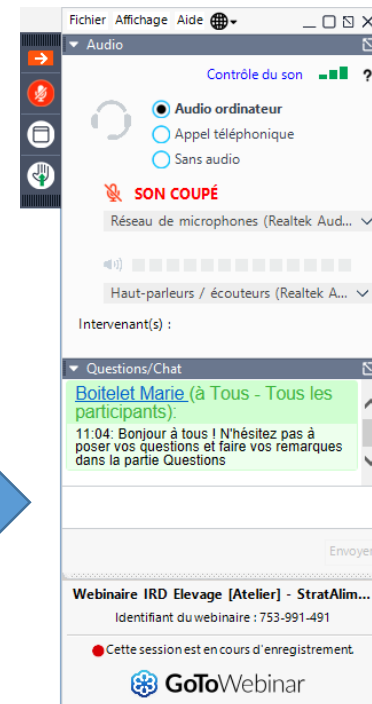 Fichier Affichage Aide
Audio
Contrôle du son ?
Audio ordinateur
Appel téléphonique
Sans audio
SON COUPÉ
Réseau de microphones (Realtek Aud...
Haut-parleurs / écouteurs (Realtek A...
Intervenant(s) :
Questions/Chat
Boitelet Marie (à Tous - Tous les
participants):
11:04: Bonjour à tous ! N'hésitez pas à
poser vos questions et faire vos remarques
dans la partie Questions
Envoyer
Webinaire IRD Elevage [Atelier] - StratAlim...
Identifiant du webinaire : 753-991-491
Cette session est en cours d'enregistrement.
GoToWebinar